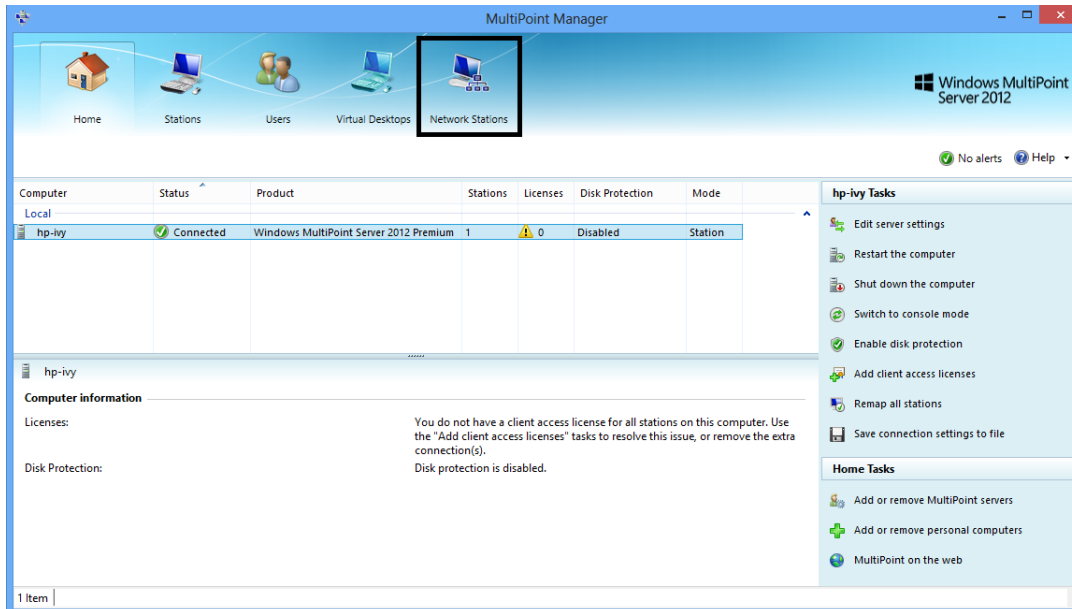 MultiPoint Manager
Home
Stations
Users
Virtual Desktops
Network Stations
Windows MultiPoint
Server 2012
No alerts
Help
Computer Status Product Stations Licenses Disk Protection Mode
Local
hp-ivy Connected Windows MultiPoint Server 2012 Premium 1 0 Disabled Station
hp-ivy
Computer information
Licenses:
You do not have a client access license for all stations on this computer. Use
the "Add client access licenses" tasks to resolve this issue, or remove the extra
connection(s).
Disk Protection:
Disk protection is disabled.
hp-ivy Tasks
Edit server settings
Restart the computer
Shut down the computer
Switch to console mode
Enable disk protection
Add client access licenses
Remap all stations
Save connection settings to file
Home Tasks
Add or remove MultiPoint servers
Add or remove personal computers
MultiPoint on the web
1 Item